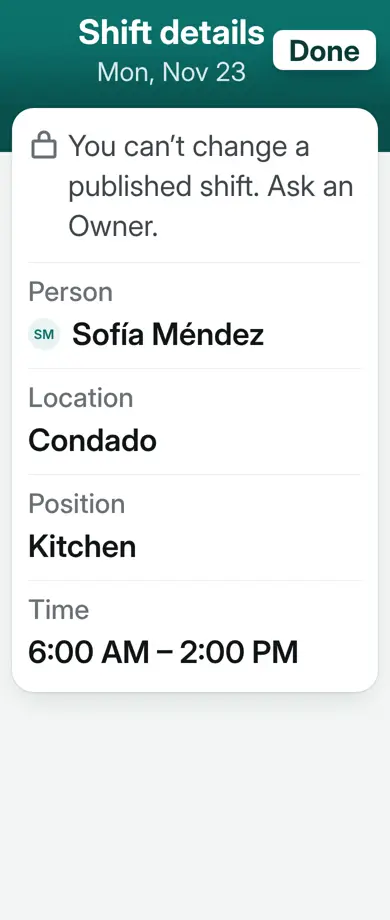 Shift details
Mon, Nov 23
Done
You can’t change a
published shift. Ask an
Owner.
Person
SM Sofía Méndez
Location
Condado
Position
Kitchen
Time
6:00 AM – 2:00 PM